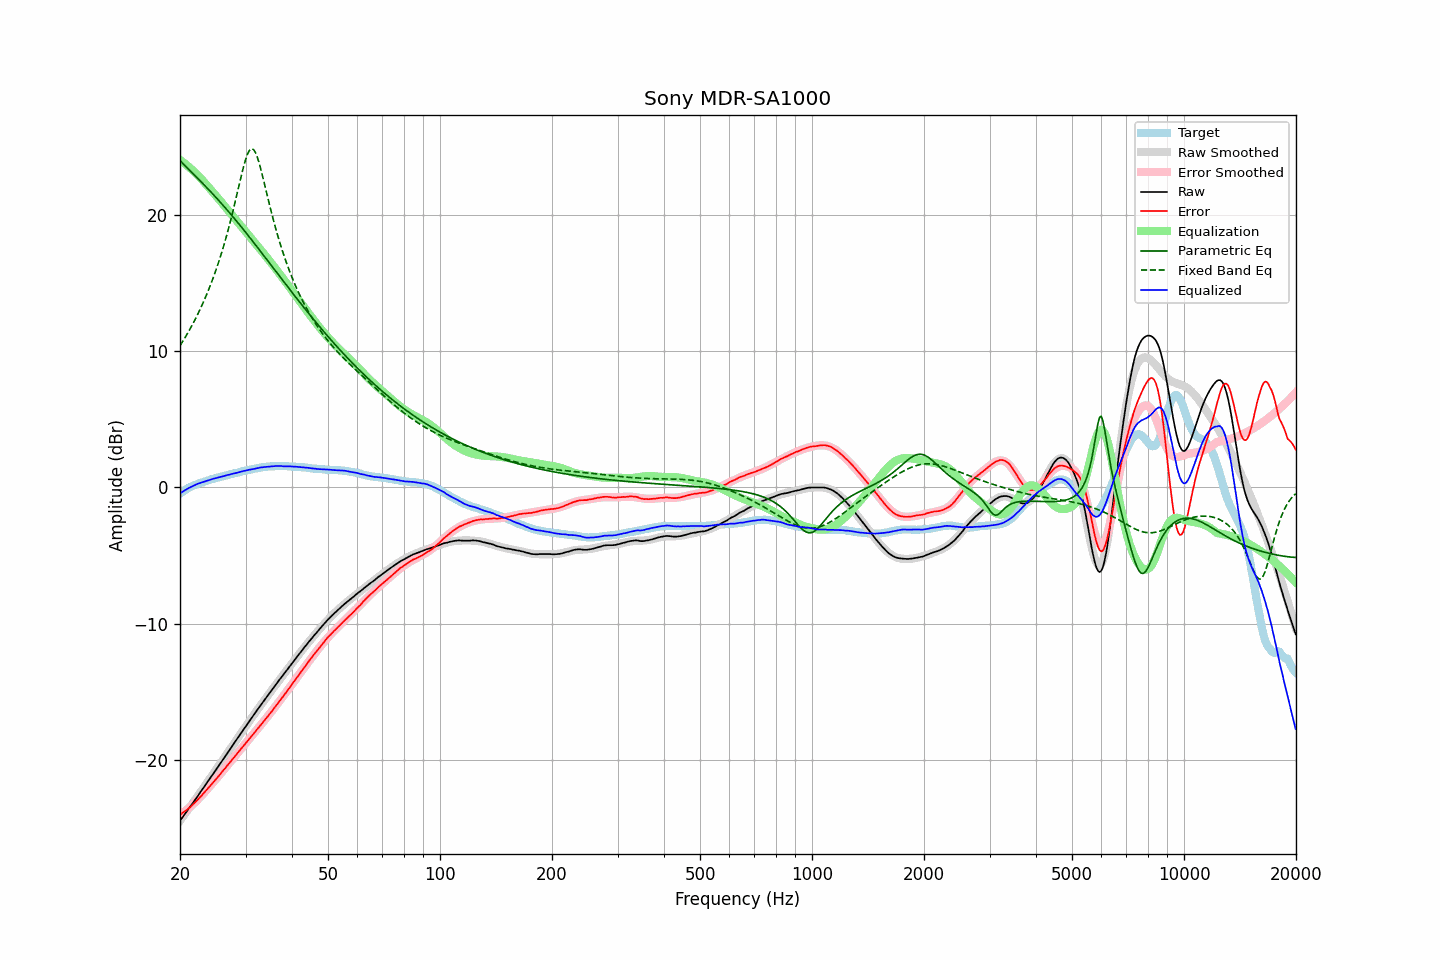 Sony MDR-SA1000
Target
Raw Smoothed
Error Smoothed
Raw
Error
Equalization
Parametric Eq
Fixed Band Eq
Equalized
Amplitude (dBr)
20
10
0
−10
−20
20 50 100 200 500 1000 2000 5000 10000 20000
Frequency (Hz)